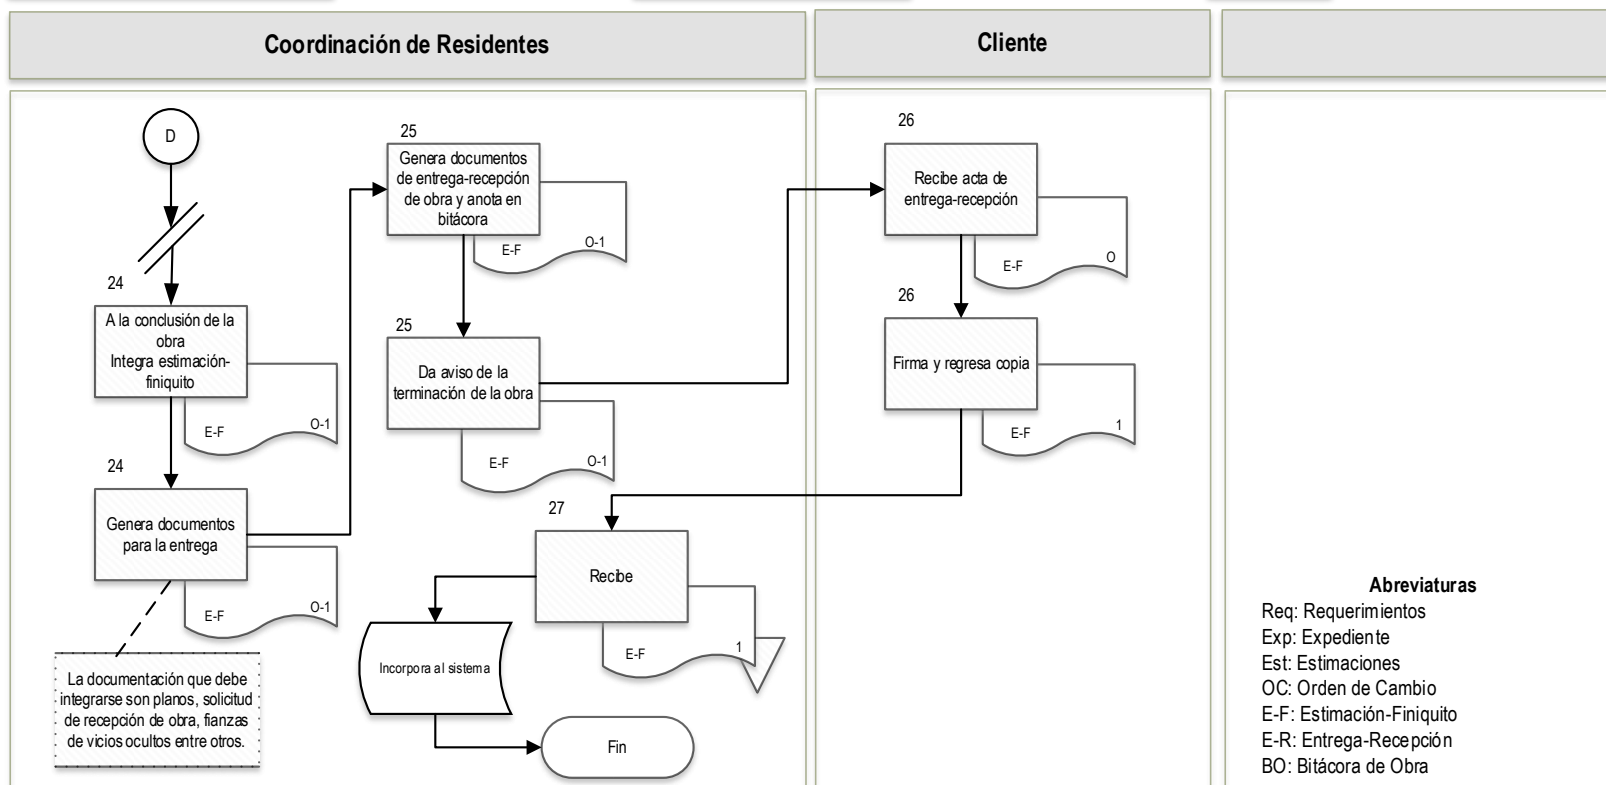 Coordinación de Residentes
Cliente
D
24
A la conclusión de la
obra
Integra estimación-
finiquito
E-F
O-1
24
Genera documentos
para la entrega
E-F
O-1
La documentación que debe
integrarse son planos, solicitud
de recepción de obra, fianzas
de vicios ocultos entre otros.
25
Genera documentos
de entrega-recepción
de obra y anota en
bitácora
E-F
O-1
25
Da aviso de la
terminación de la obra
E-F
O-1
26
Recibe acta de
entrega-recepción
E-F
O
26
Firma y regresa copia
E-F
1
27
Recibe
E-F
1
Incorpora al sistema
Fin
Abreviaturas
Req: Requerimientos
Exp: Expediente
Est: Estimaciones
OC: Orden de Cambio
E-F: Estimación-Finiquito
E-R: Entrega-Recepción
BO: Bitácora de Obra